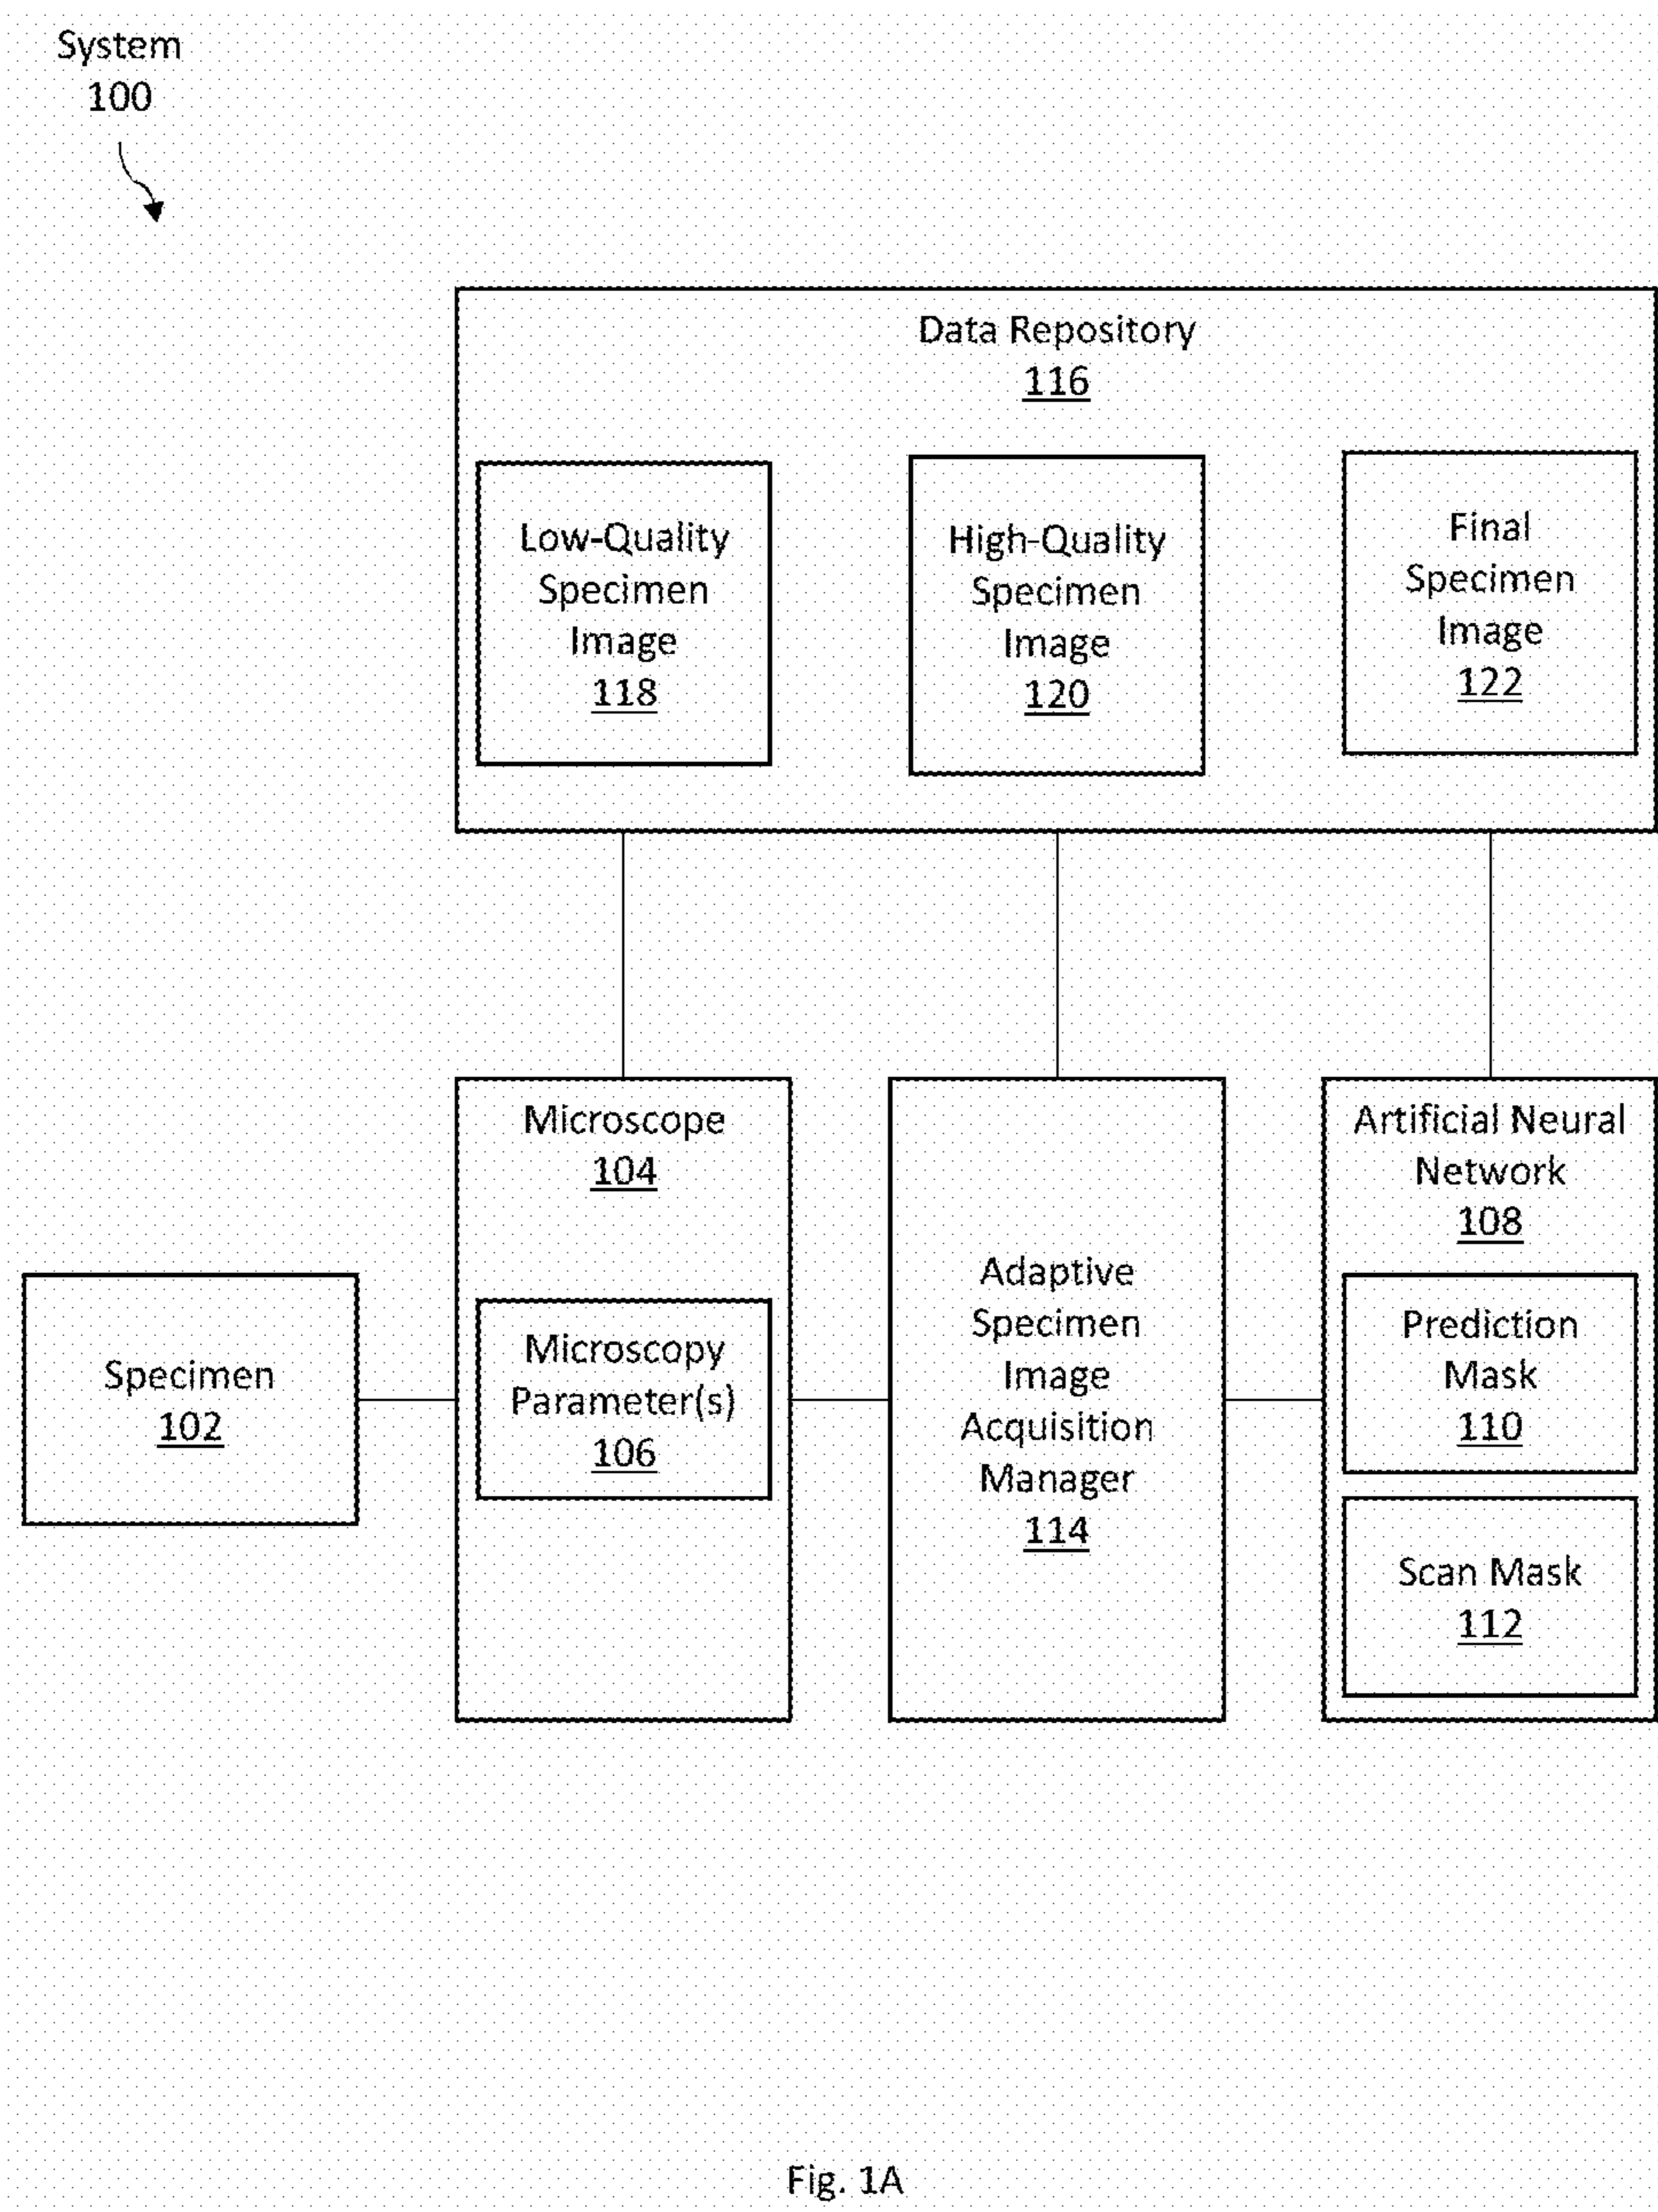 System
100
Data Repository
116
Low-Quality
Specimen
Image
118
High-Quality
Specimen
Image
120
Final
Specimen
Image
122
Specimen
102
Microscope
104
Microscopy
Parameter(s)
106
Adaptive
Specimen
Image
Acquisition
Manager
114
Artificial Neural
Network
108
Prediction
Mask
110
Scan Mask
112
Fig. 1A